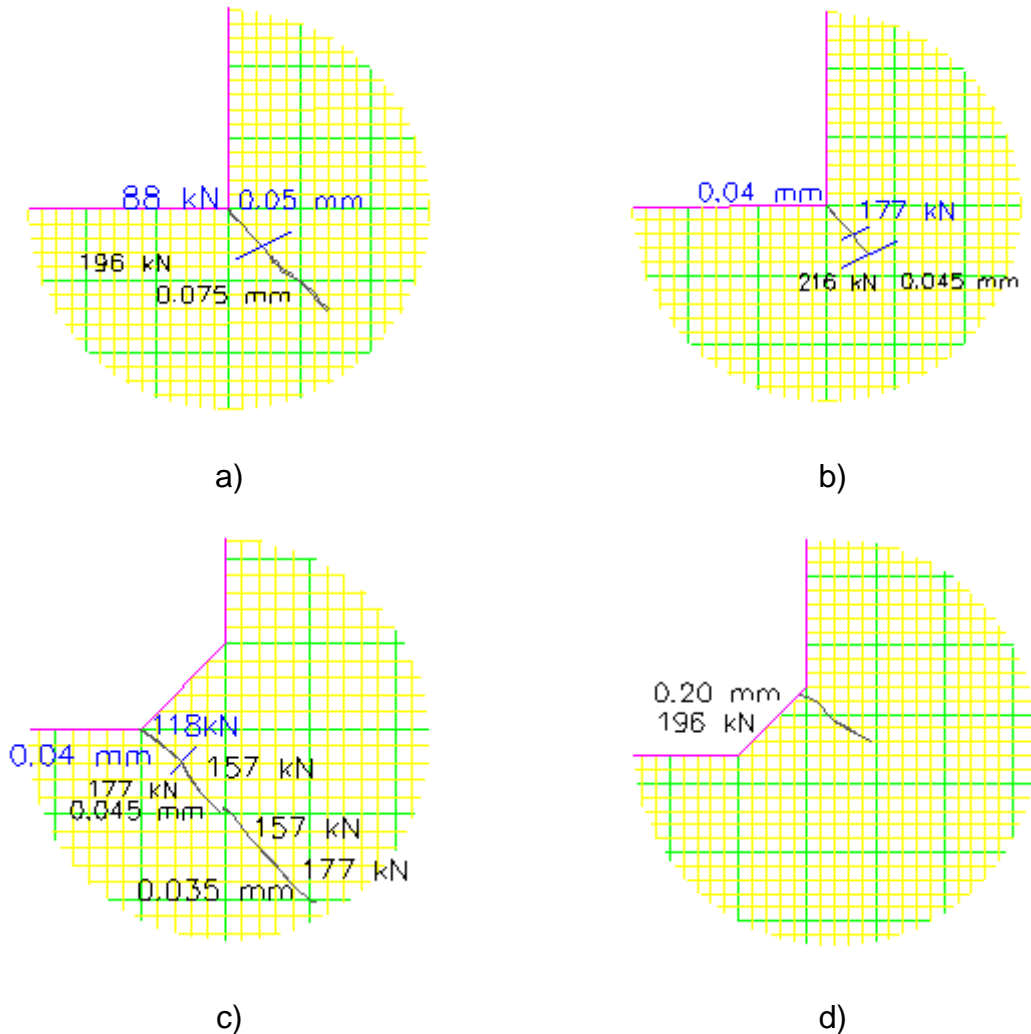 88 kN 0.05 mm
196 kN
0.075 mm
a)
0.04 mm
177 kN
216 kN 0.045 mm
b)
118kN
0.04 mm
157 kN
177 kN
0.045 mm
157 kN
177 kN
0.035 mm
c)
0.20 mm
196 kN
d)